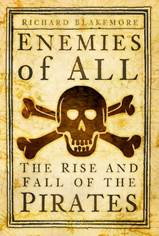 RICHARD BLAKEMORE
ENEMIES
of ALL
THE RISE AND
FALL OF THE
PIRATES